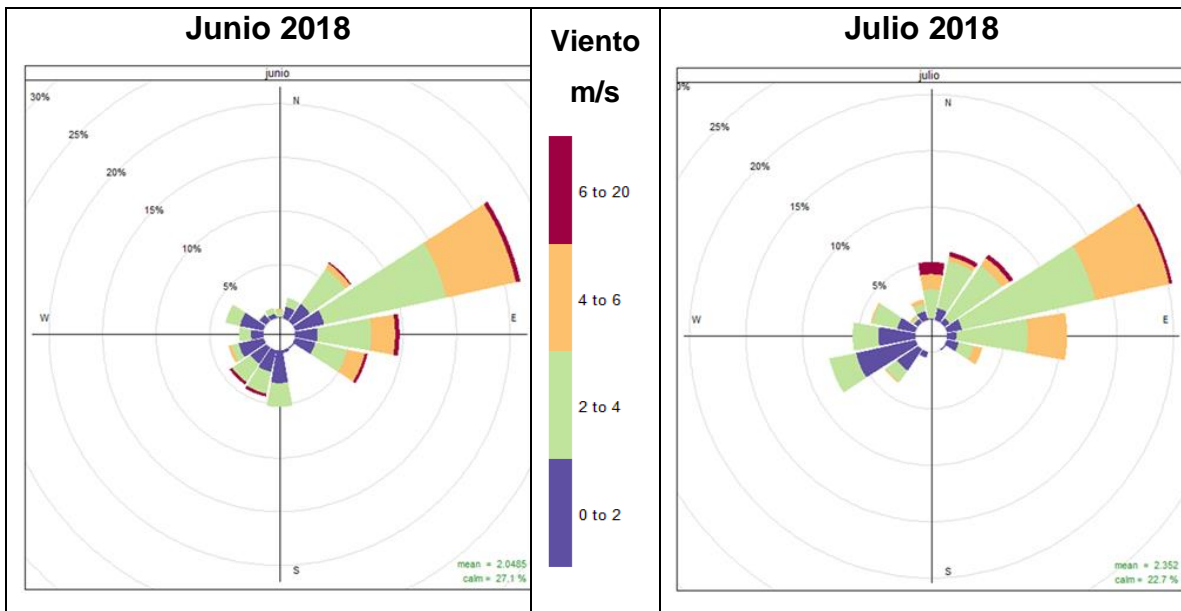 Junio 2018
junio
30%
25%
20%
15%
10%
5%
N
W
E
S
mean = 2.0485
calm = 27.1 %
Viento
m/s
6 to 20
4 to 6
2 to 4
0 to 2
Julio 2018
julio
0%
25%
20%
15%
10%
5%
N
W
E
S
mean = 2.352
calm = 22.7 %